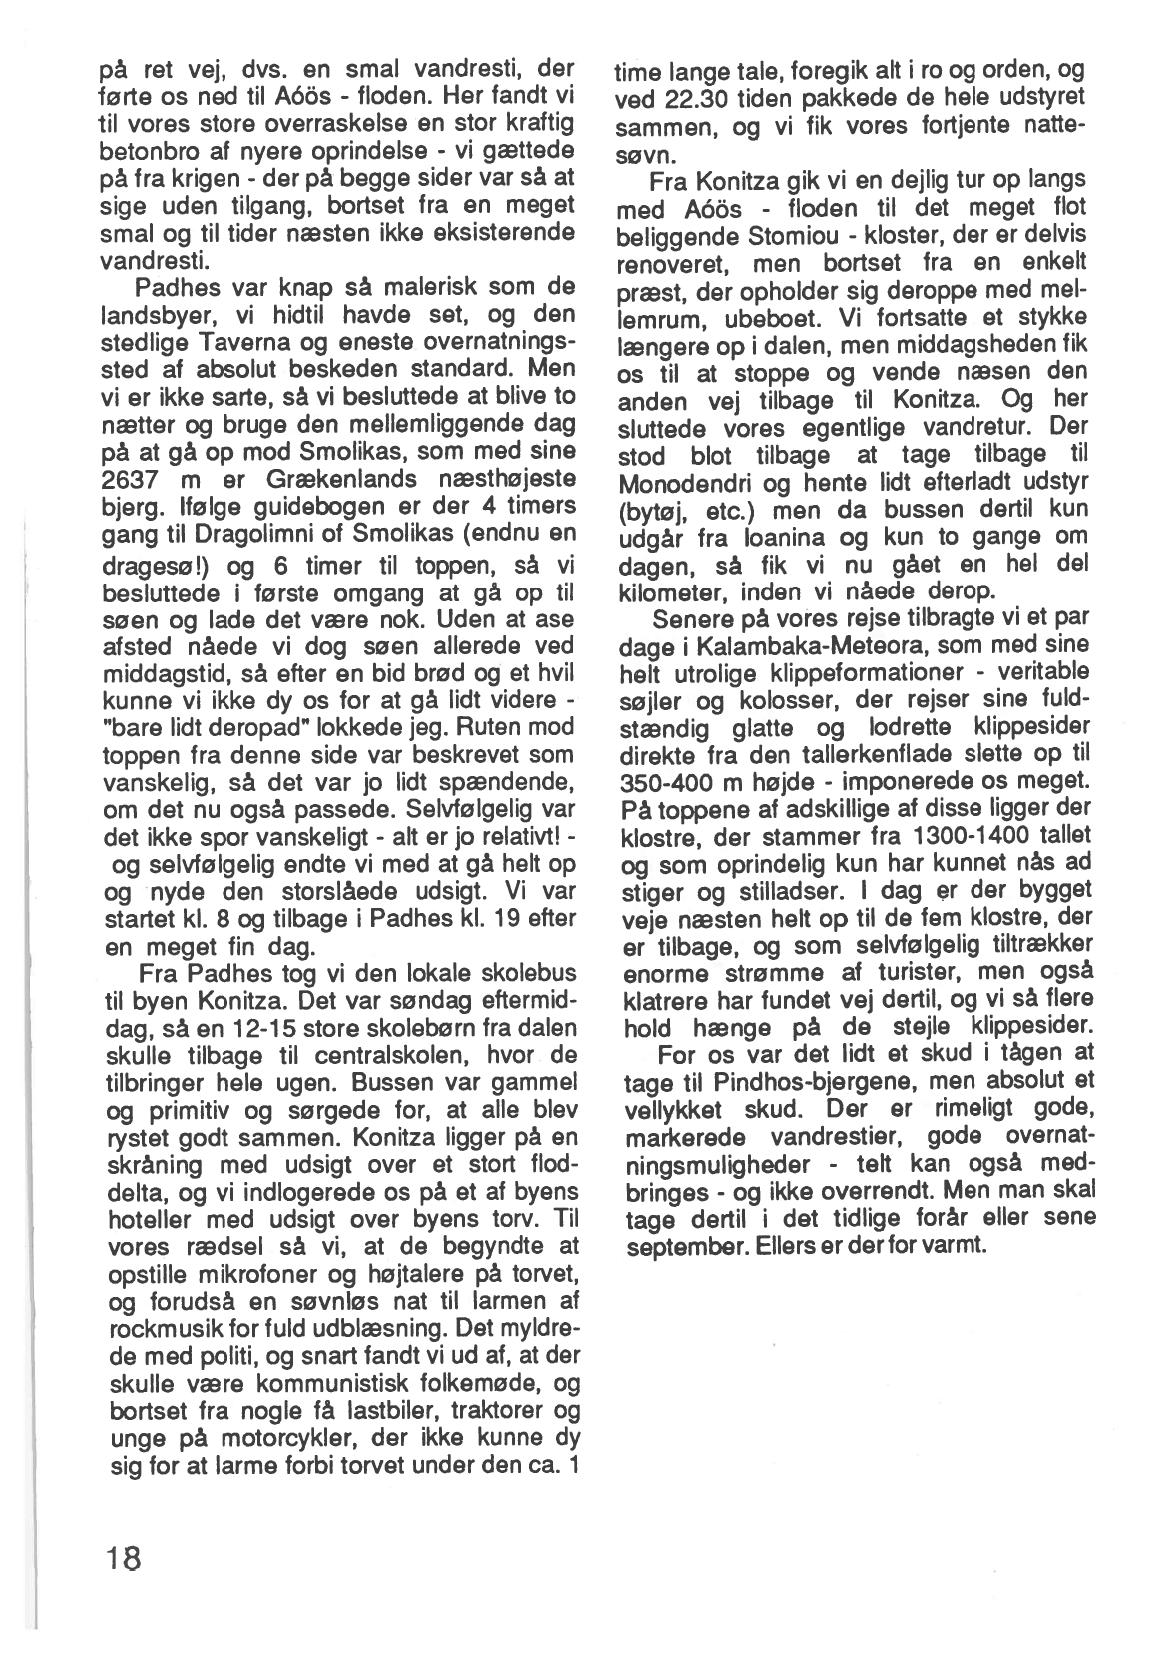 på ret vej, dvs. en smal vandresti, der
førte os ned til Aóös - floden. Her fandt vi
til vores store overraskelse en stor kraftig
betonbro af nyere oprindelse - vi gættede
på fra krigen - der på begge sider var så at
sige uden tilgang, bortset fra en meget
smal og til tider næsten ikke eksisterende
vandresti.
Padhes var knap så malerisk som de
landsbyer, vi hidtil havde set, og den
stedlige Taverna og eneste overnatnings-
sted af absolut beskeden standard. Men
vi er ikke sarte, så vi besluttede at blive to
nætter og bruge den mellemliggende dag
på at gå op mod Smolikas, som med sine
2637 m er Grækenlands næsthøjeste
bjerg. Ifølge guidebogen er der 4 timers
gang til Dragolimni of Smolikas (endnu en
dragesø!) og 6 timer til toppen, så vi
besluttede i første omgang at gå op til
søen og lade det være nok. Uden at ase
afsted nåede vi dog søen allerede ved
middagstid, så efter en bid brød og et hvil
kunne vi ikke dy os for at gå lidt videre -
"bare lidt deropad" lokkede jeg. Ruten mod
toppen fra denne side var beskrevet som
vanskelig, så det var jo lidt spændende,
om det nu også passede. Selvfølgelig var
det ikke spor vanskeligt - alt er jo relativt! -
og selvfølgelig endte vi med at gå helt op
og nyde den storslåede udsigt. Vi var
startet kl. 8 og tilbage i Padhes kl. 19 efter
en meget fin dag.
Fra Padhes tog vi den lokale skolebus
til byen Konitza. Det var søndag eftermid-
dag, så en 12-15 store skolebørn fra dalen
skulle tilbage til centralskolen, hvor de
tilbringer hele ugen. Bussen var gammel
og primitiv og sørgede for, at alle blev
rystet godt sammen. Konitza ligger på en
skråning med udsigt over et stort flod-
delta, og vi indlogerede os på et af byens
hoteller med udsigt over byens torv. Til
vores rædsel så vi, at de begyndte at
opstille mikrofoner og højtalere på torvet,
og forudså en søvnløs nat til larmen af
rockmusik for fuld udblæsning. Det myldre-
de med politi, og snart fandt vi ud af, at der
skulle være kommunistisk folkemøde, og
bortset fra nogle få lastbiler, traktorer og
unge på motorcykler, der ikke kunne dy
sig for at larme forbi torvet under den ca. 1
time lange tale, foregik alt i ro og orden, og
ved 22.30 tiden pakkede de hele udstyret
sammen, og vi fik vores fortjente natte-
søvn.
Fra Konitza gik vi en dejlig tur op langs
med Aóös - floden til det meget flot
beliggende Stomiou - kloster, der er delvis
renoveret, men bortset fra en enkelt
præst, der opholder sig deroppe med mel-
lemrum, ubeboet. Vi fortsatte et stykke
længere op i dalen, men middagsheden fik
os til at stoppe og vende næsen den
anden vej tilbage til Konitza. Og her
sluttede vores egentlige vandretur. Der
stod blot tilbage at tage tilbage til
Monodendri og hente lidt efterladt udstyr
(bytøj, etc.) men da bussen dertil kun
udgår fra Ioanina og kun to gange om
dagen, så fik vi nu gået en hel del
kilometer, inden vi nåede derop.
Senere på vores rejse tilbragte vi et par
dage i Kalambaka-Meteora, som med sine
helt utrolige klippeformationer - veritable
søjler og kolosser, der rejser sine fuld-
stændig glatte og lodrette klippesider
direkte fra den tallerkenflade slette op til
350-400 m højde - imponerede os meget.
På toppene af adskillige af disse ligger der
klostre, der stammer fra 1300-1400 tallet
og som oprindelig kun har kunnet nås ad
stiger og stilladser. I dag er der bygget
veje næsten helt op til de fem klostre, der
er tilbage, og som selvfølgelig tiltrækker
enorme strømme af turister, men også
klatrere har fundet vej dertil, og vi så flere
hold hænge på de stejle klippesider.
For os var det lidt et skud i tågen at
tage til Pindhos-bjergene, men absolut et
vellykket skud. Der er rimeligt gode,
markerede vandrestier, gode overnat-
ningsmuligheder - telt kan også med-
bringes - og ikke overrendt. Men man skal
tage dertil i det tidlige forår eller sene
september. Ellers er der for varmt.
18